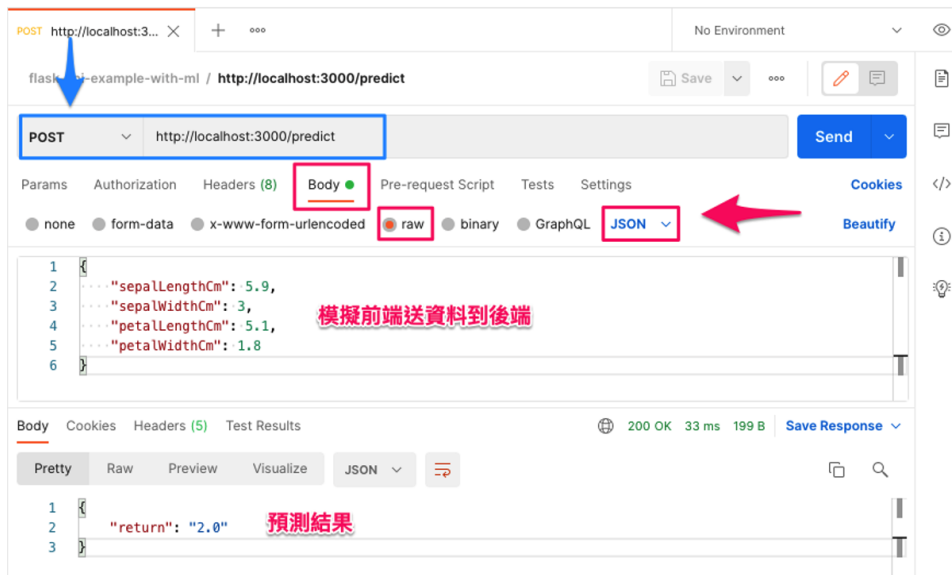 POST http://localhost:3...
No Environment
flask-api-example-with-ml / http://localhost:3000/predict
Save
POST http://localhost:3000/predict
Send
Params Authorization Headers (8) Body Pre-request Script Tests Settings Cookies
none form-data x-www-form-urlencoded raw binary GraphQL JSON Beautify
1 {
2 "sepalLengthCm": 5.9,
3 "sepalWidthCm": 3,
模擬前端送資料到後端
4 "petalLengthCm": 5.1,
5 "petalWidthCm": 1.8
6 }
Body Cookies Headers (5) Test Results 200 OK 33 ms 199 B Save Response
Pretty Raw Preview Visualize JSON
1 {
2 "return": "2.0" 預測結果
3 }